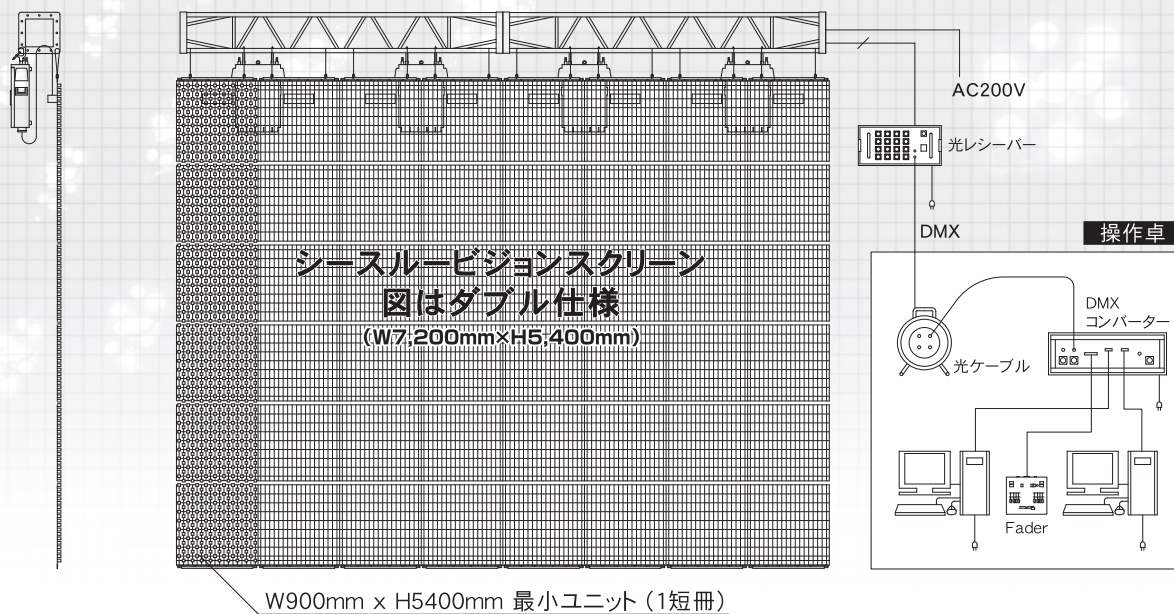 AC200V
光レシーバー
DMX
操作卓
シースルービジョンスクリーン
図はダブル仕様
(W7,200mm×H5,400mm)
DMX
コンバーター
光ケーブル
Fader
W900mm x H5400mm 最小ユニット（1短冊）